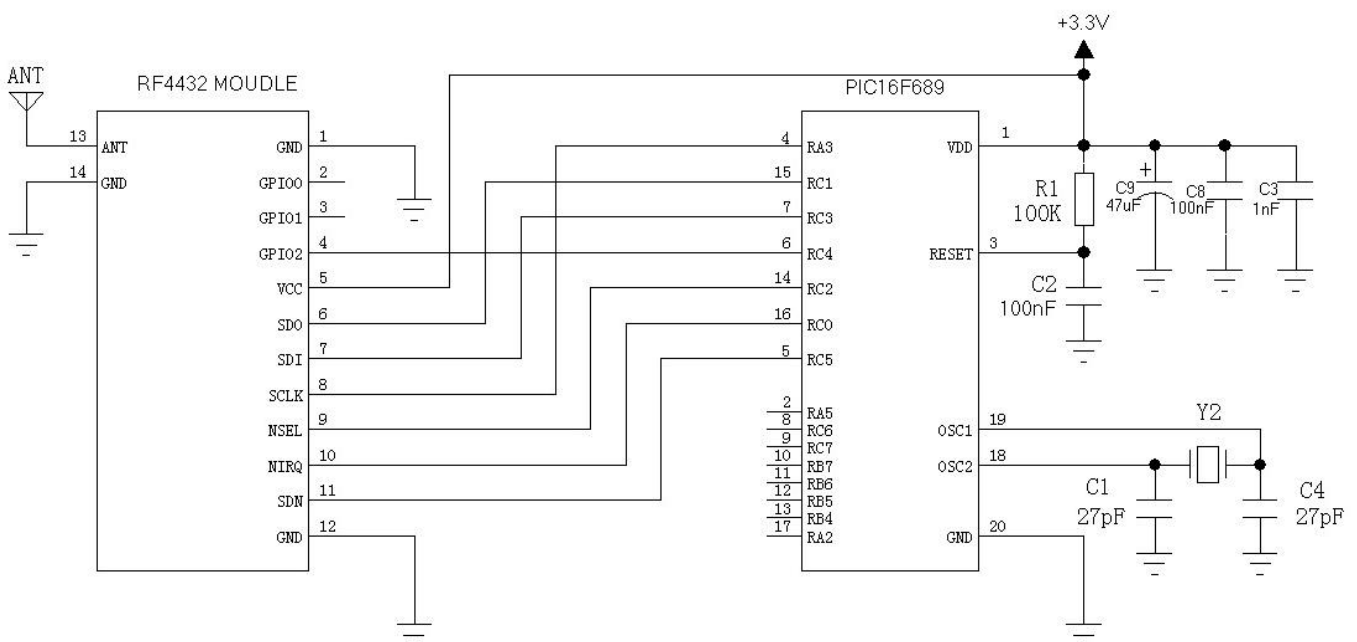 +3.3V
ANT
RF4432 MOUDLE
PIC16F689
13 ANT
14 GND
GND 1
GPIO0 2
GPIO1 3
GPIO2 4
VCC 5
SDO 6
SDI 7
SCLK 8
NSEL 9
NIRQ 10
SDN 11
GND 12
4 RA3
15 RC1
7 RC3
6 RC4
14 RC2
16 RC0
5 RC5
2 RA5
8 RC6
9 RC7
10 RB7
11 RB6
12 RB5
13 RB4
17 RA2
VDD 1
RESET 3
OSC1 19
OSC2 18
GND 20
R1
100K
+
C9
47uF
C8
100nF
C3
1nF
C2
100nF
Y2
C1
27pF
C4
27pF